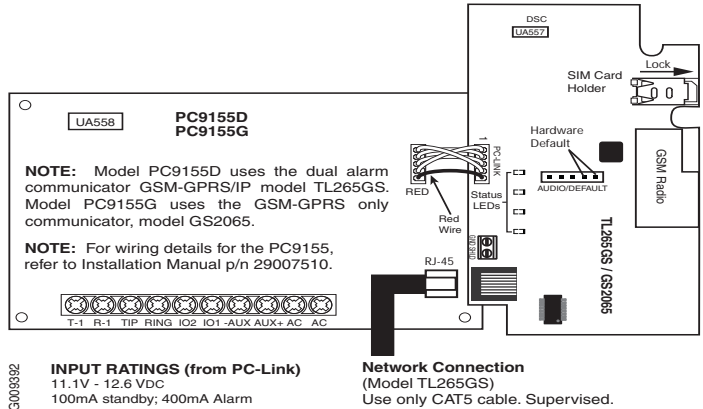 DSC
UA557
Lock
SIM Card
Holder
UA558
PC9155D
PC9155G
NOTE: Model PC9155D uses the dual alarm
communicator GSM-GPRS/IP model TL265GS.
Model PC9155G uses the GSM-GPRS only
communicator, model GS2065.
NOTE: For wiring details for the PC9155,
refer to Installation Manual p/n 29007510.
1
PC-LINK
RED
Red
Wire
Hardware
Default
AUDIO/DEFAULT
Status
LEDs
GSM Radio
TL265GS / GS2065
GND SHLD
RJ-45
T-1 R-1 TIP RING IO2 IO1 -AUX AUX+ AC AC
G009392
INPUT RATINGS (from PC-Link)
11.1V - 12.6 VDC
100mA standby; 400mA Alarm
Network Connection
(Model TL265GS)
Use only CAT5 cable. Supervised.